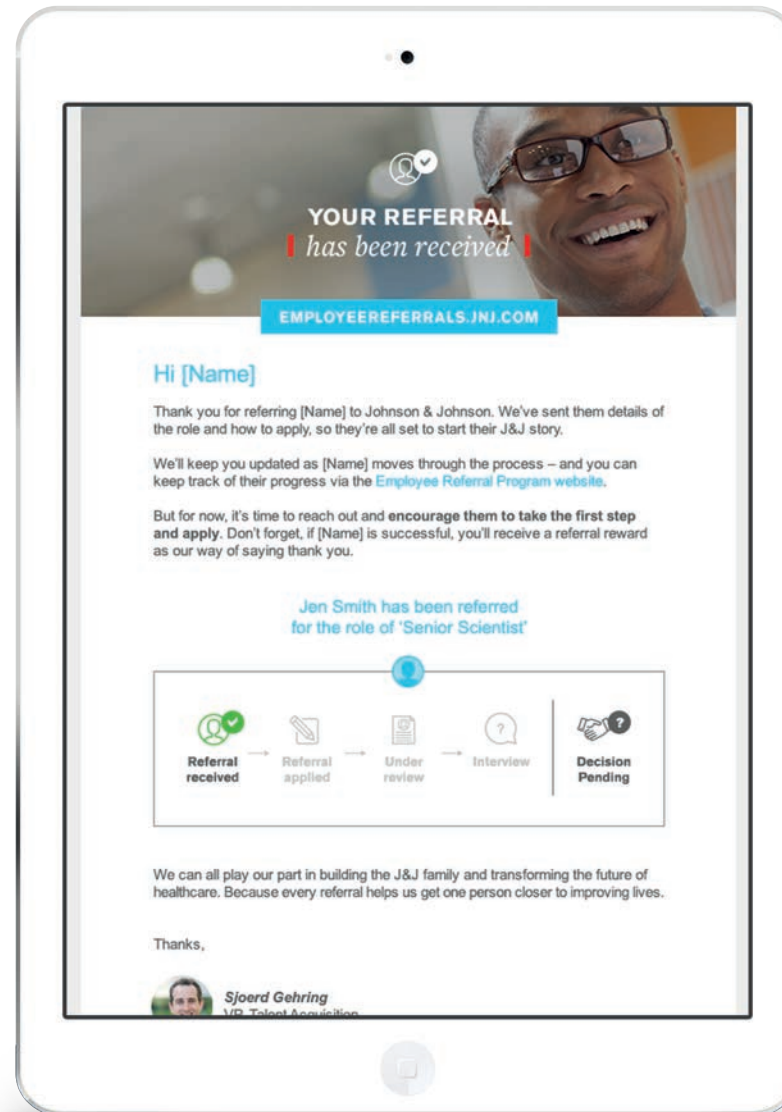 YOUR REFERRAL
has been received
EMPLOYEEREFERRALS.JNJ.COM
Hi [Name]
Thank you for referring [Name] to Johnson & Johnson. We've sent them details of
the role and how to apply, so they're all set to start their J&J story.
We'll keep you updated as [Name] moves through the process – and you can
keep track of their progress via the Employee Referral Program website.
But for now, it's time to reach out and encourage them to take the first step
and apply. Don't forget, if [Name] is successful, you'll receive a referral reward
as our way of saying thank you.
Jen Smith has been referred
for the role of ‘Senior Scientist’
?
?
Referral
received
Referral
applied
Under
review
Interview
Decision
Pending
We can all play our part in building the J&J family and transforming the future of
healthcare. Because every referral helps us get one person closer to improving lives.
Thanks,
Sjoerd Gehring
VP, Talent Acquisition